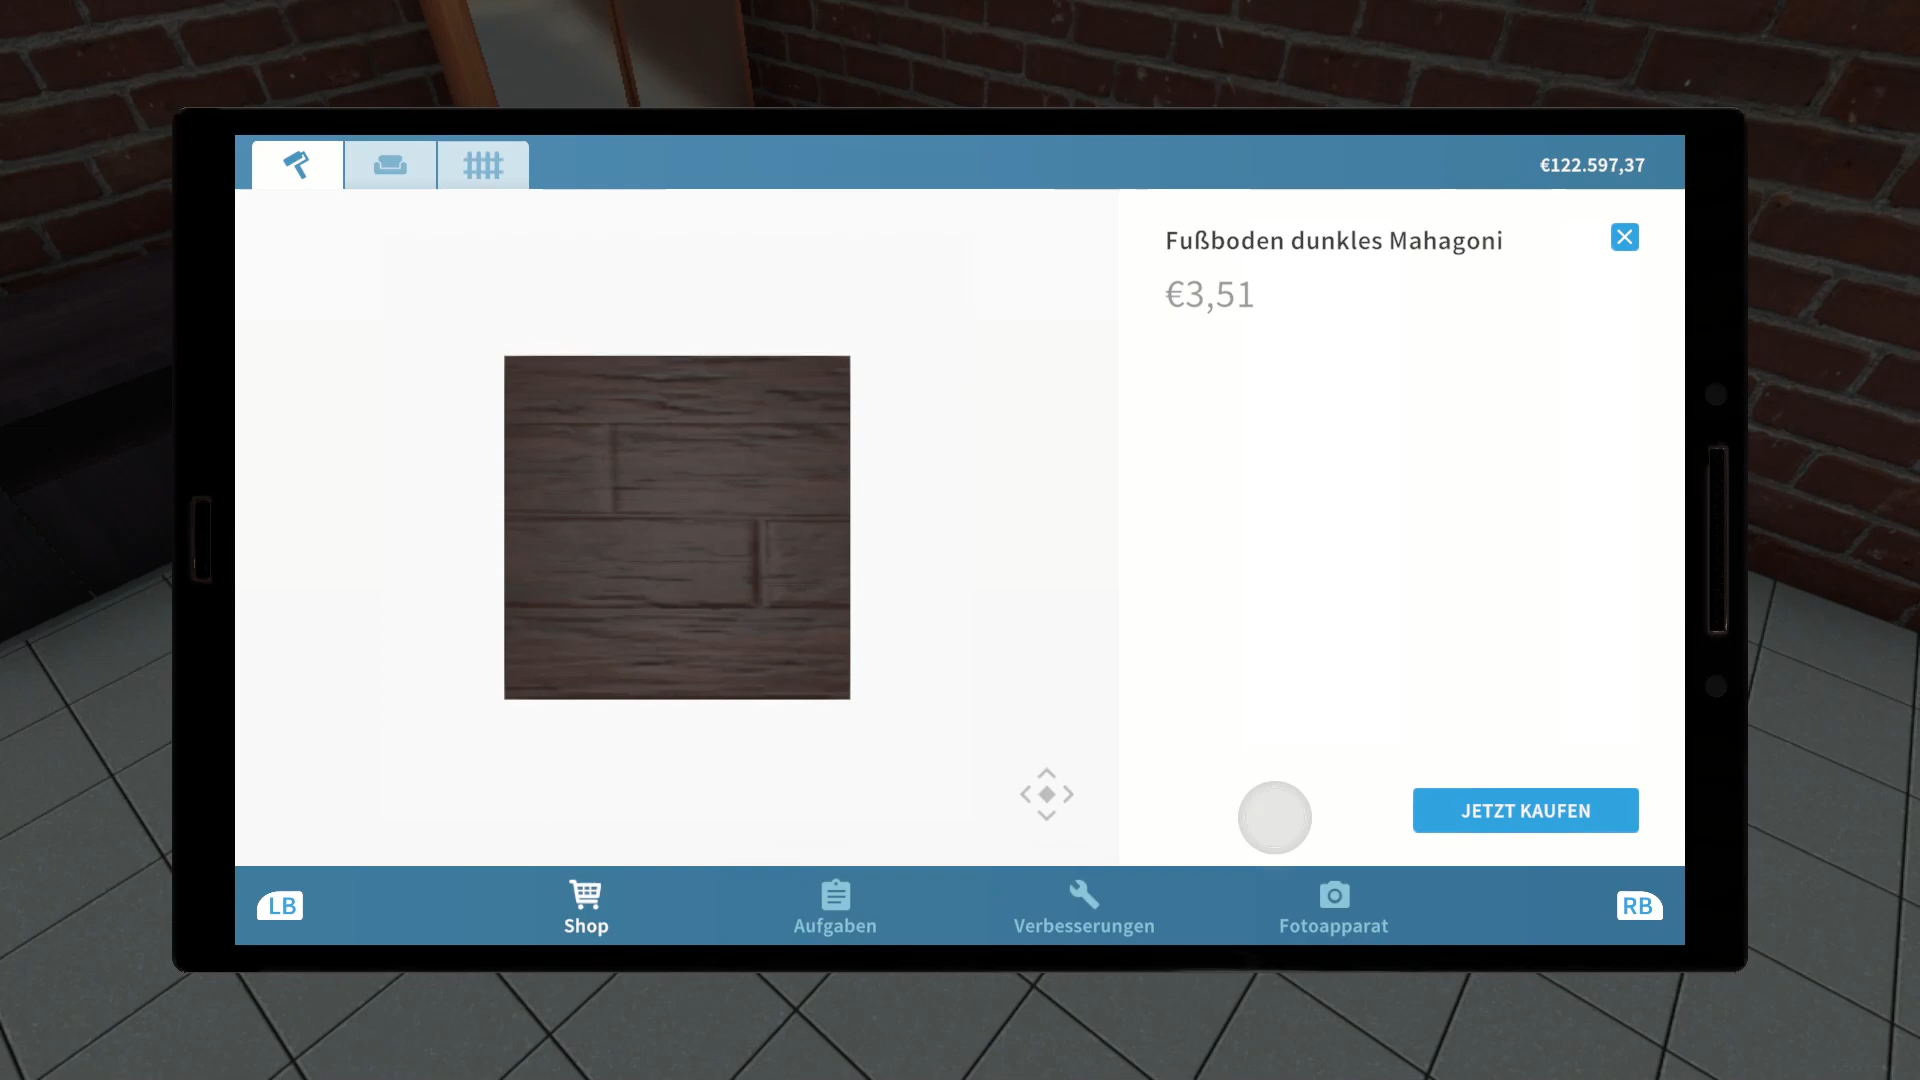 €122.597,37
Fußboden dunkles Mahagoni
€3,51
JETZT KAUFEN
LB
Shop
Aufgaben
Verbesserungen
Fotoapparat
RB